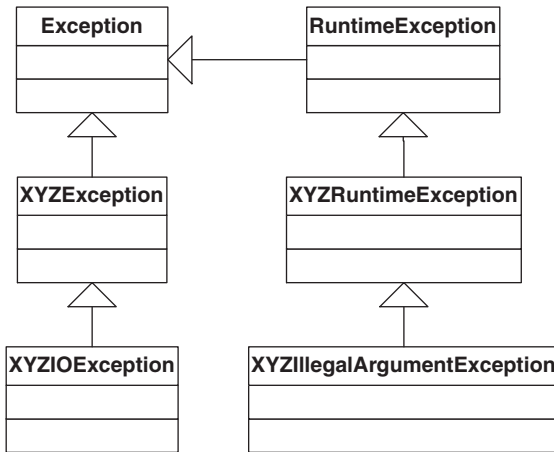 Exception
RuntimeException
XYZException
XYZRuntimeException
XYZIOException
XYZIllegalArgumentException